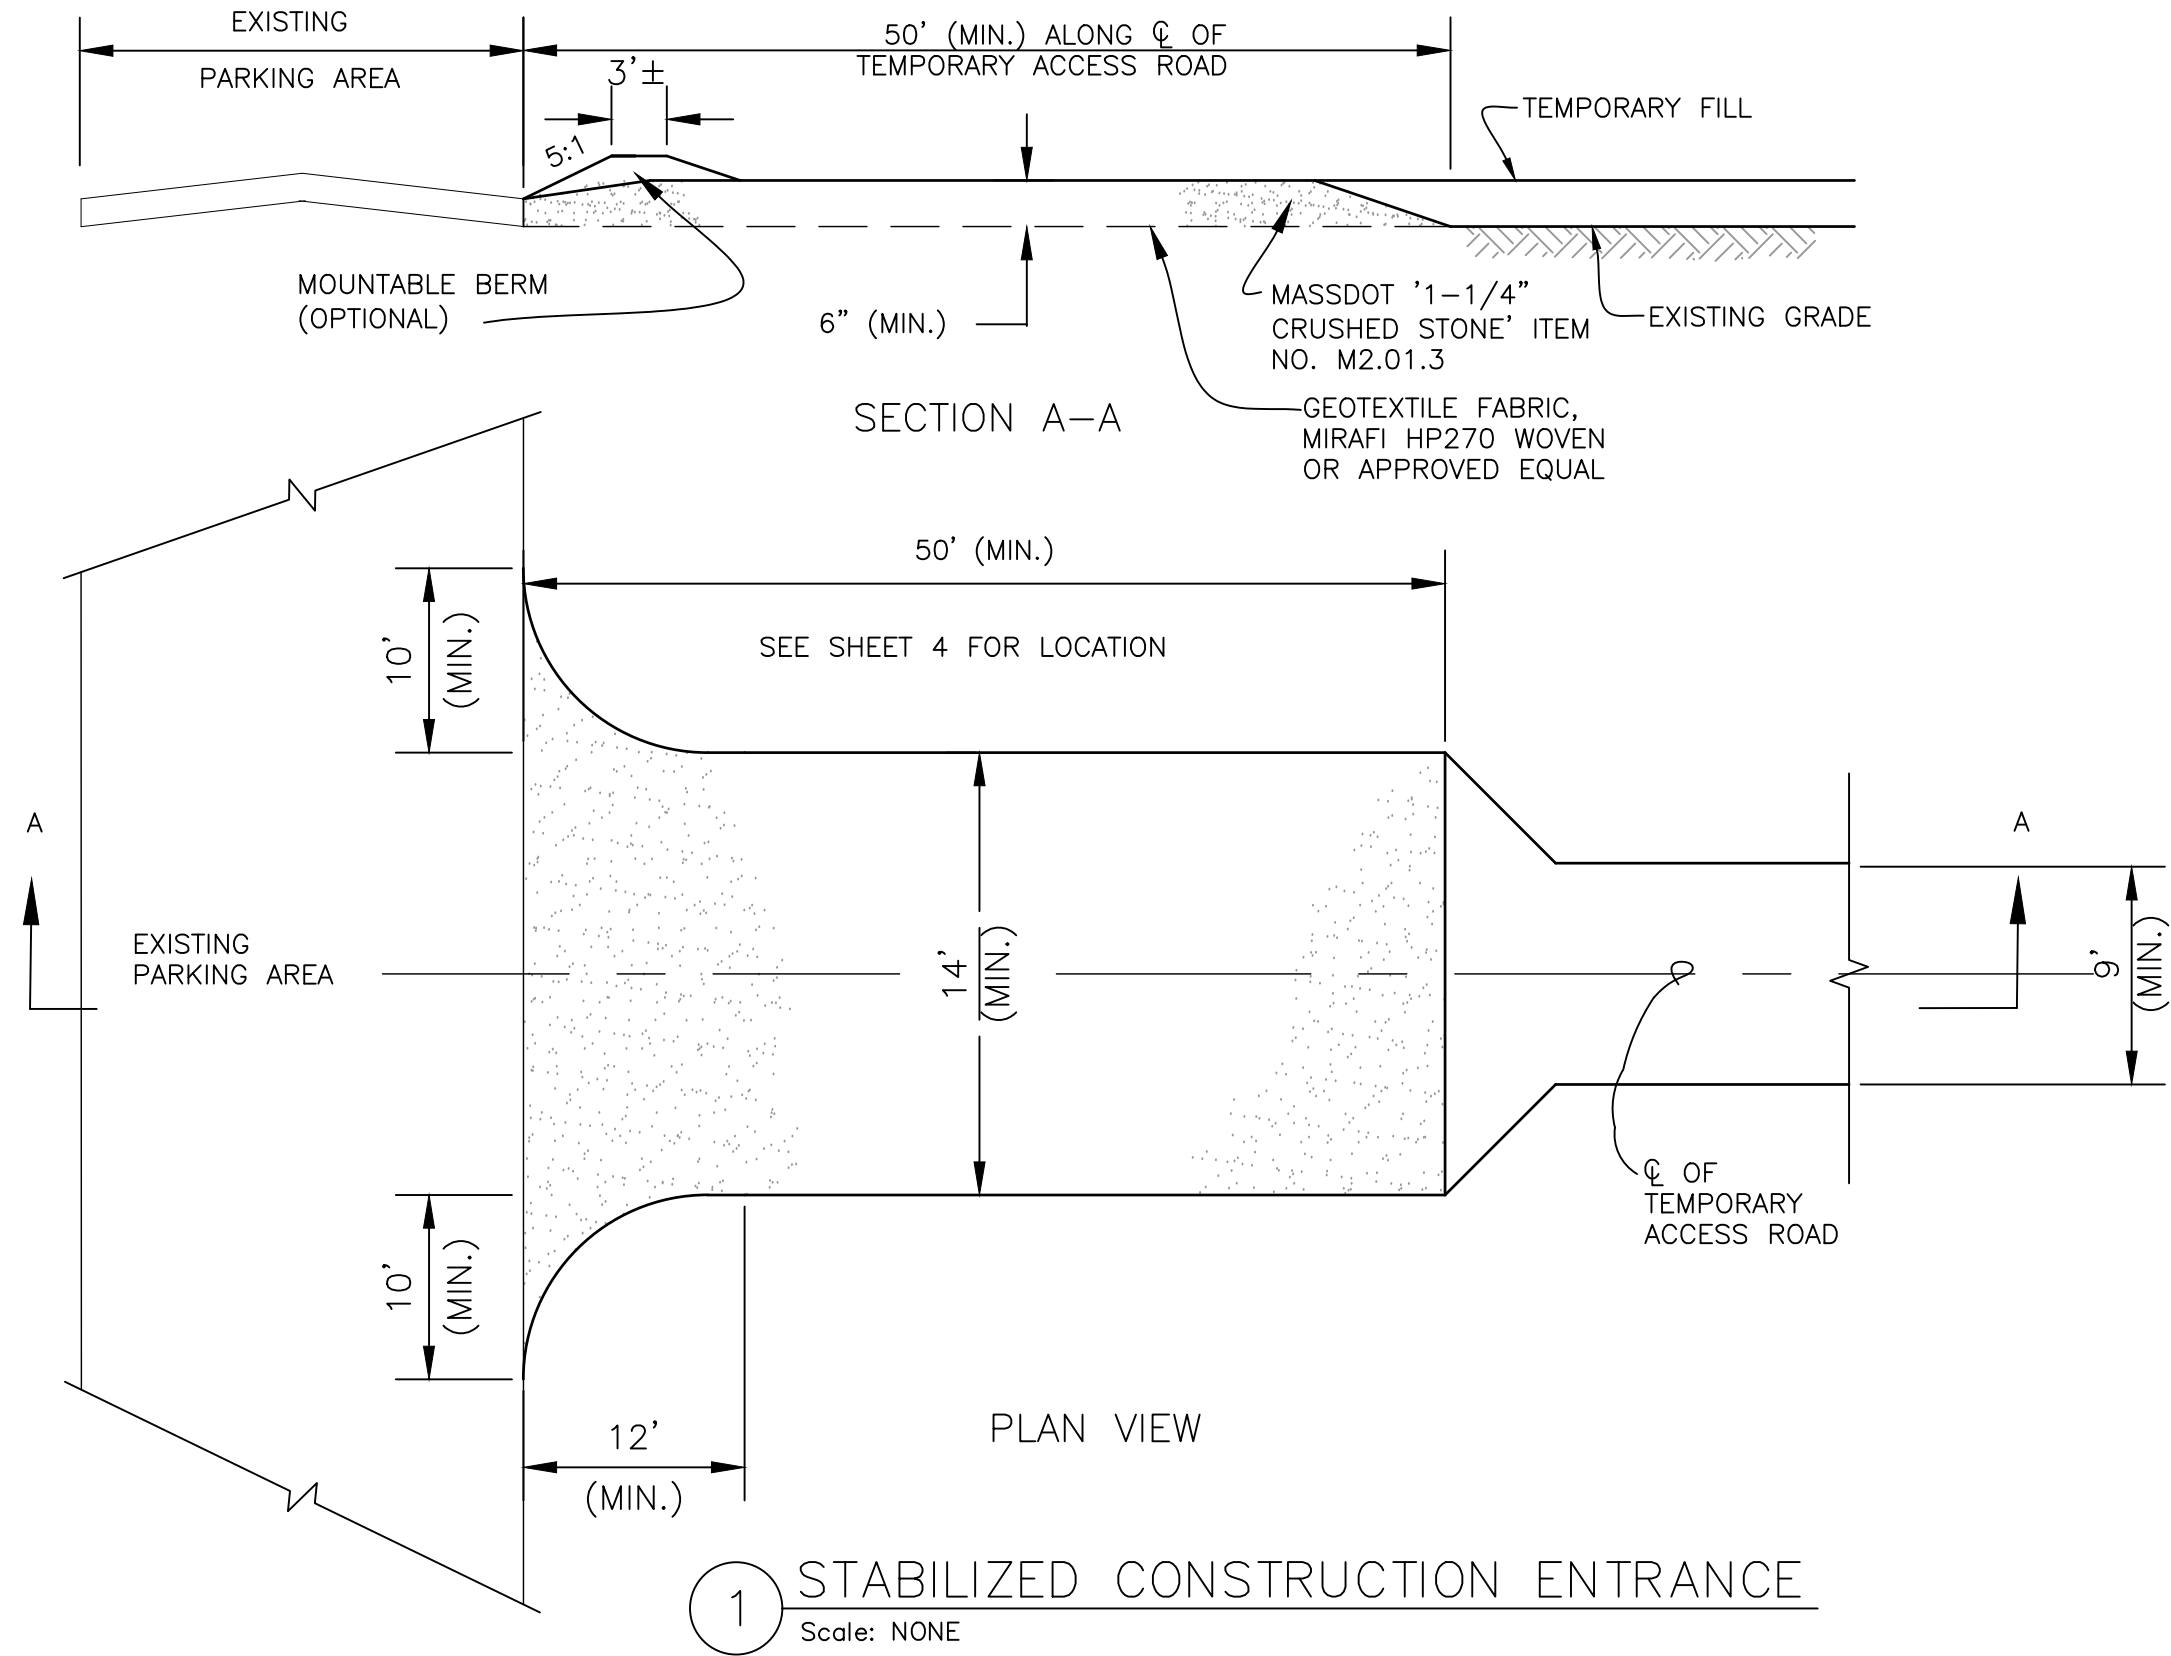 EXISTING
PARKING AREA
50' (MIN.) ALONG ℄ OF
TEMPORARY ACCESS ROAD
3'±
5:1
TEMPORARY FILL
MOUNTABLE BERM
(OPTIONAL)
6" (MIN.)
MASSDOT '1-1/4"
CRUSHED STONE' ITEM
NO. M2.01.3
EXISTING GRADE
GEOTEXTILE FABRIC,
MIRAFI HP270 WOVEN
OR APPROVED EQUAL
SECTION A-A
50' (MIN.)
10'
(MIN.)
SEE SHEET 4 FOR LOCATION
A
A
EXISTING
PARKING AREA
14'
(MIN.)
9'
(MIN.)
℄ OF
TEMPORARY
ACCESS ROAD
10'
(MIN.)
12'
(MIN.)
PLAN VIEW
1
STABILIZED CONSTRUCTION ENTRANCE
Scale: NONE